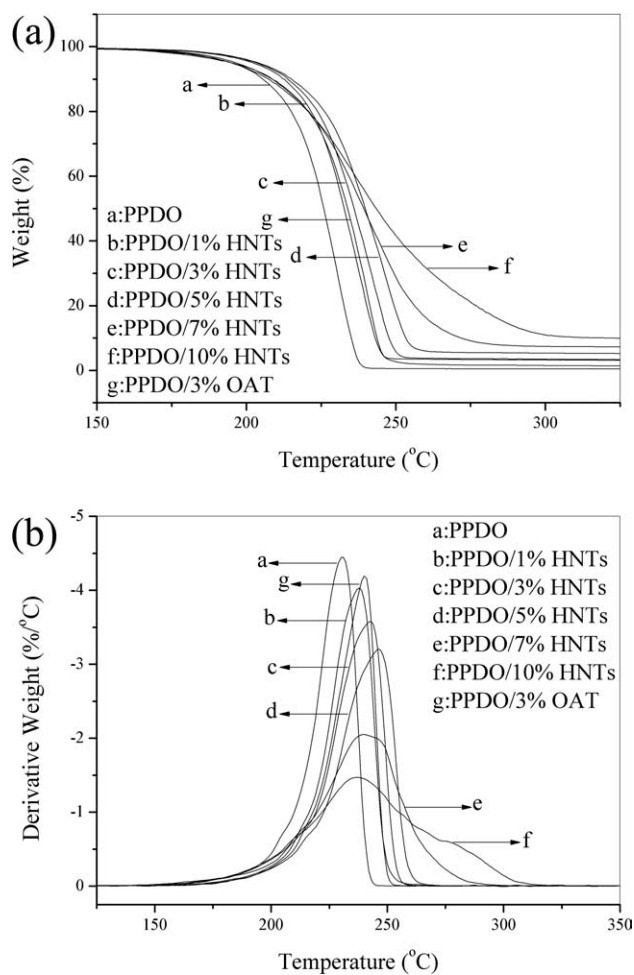 (a)
100
80
60
40
20
0
Weight (%)
a
b
c
g
d
e
f
a:PPDO
b:PPDO/1% HNTs
c:PPDO/3% HNTs
d:PPDO/5% HNTs
e:PPDO/7% HNTs
f:PPDO/10% HNTs
g:PPDO/3% OAT
150 200 250 300
Temperature (°C)
(b)
-5
-4
-3
-2
-1
0
Derivative Weight (%/°C)
a
g
b
c
d
e
f
a:PPDO
b:PPDO/1% HNTs
c:PPDO/3% HNTs
d:PPDO/5% HNTs
e:PPDO/7% HNTs
f:PPDO/10% HNTs
g:PPDO/3% OAT
150 200 250 300 350
Temperature (°C)